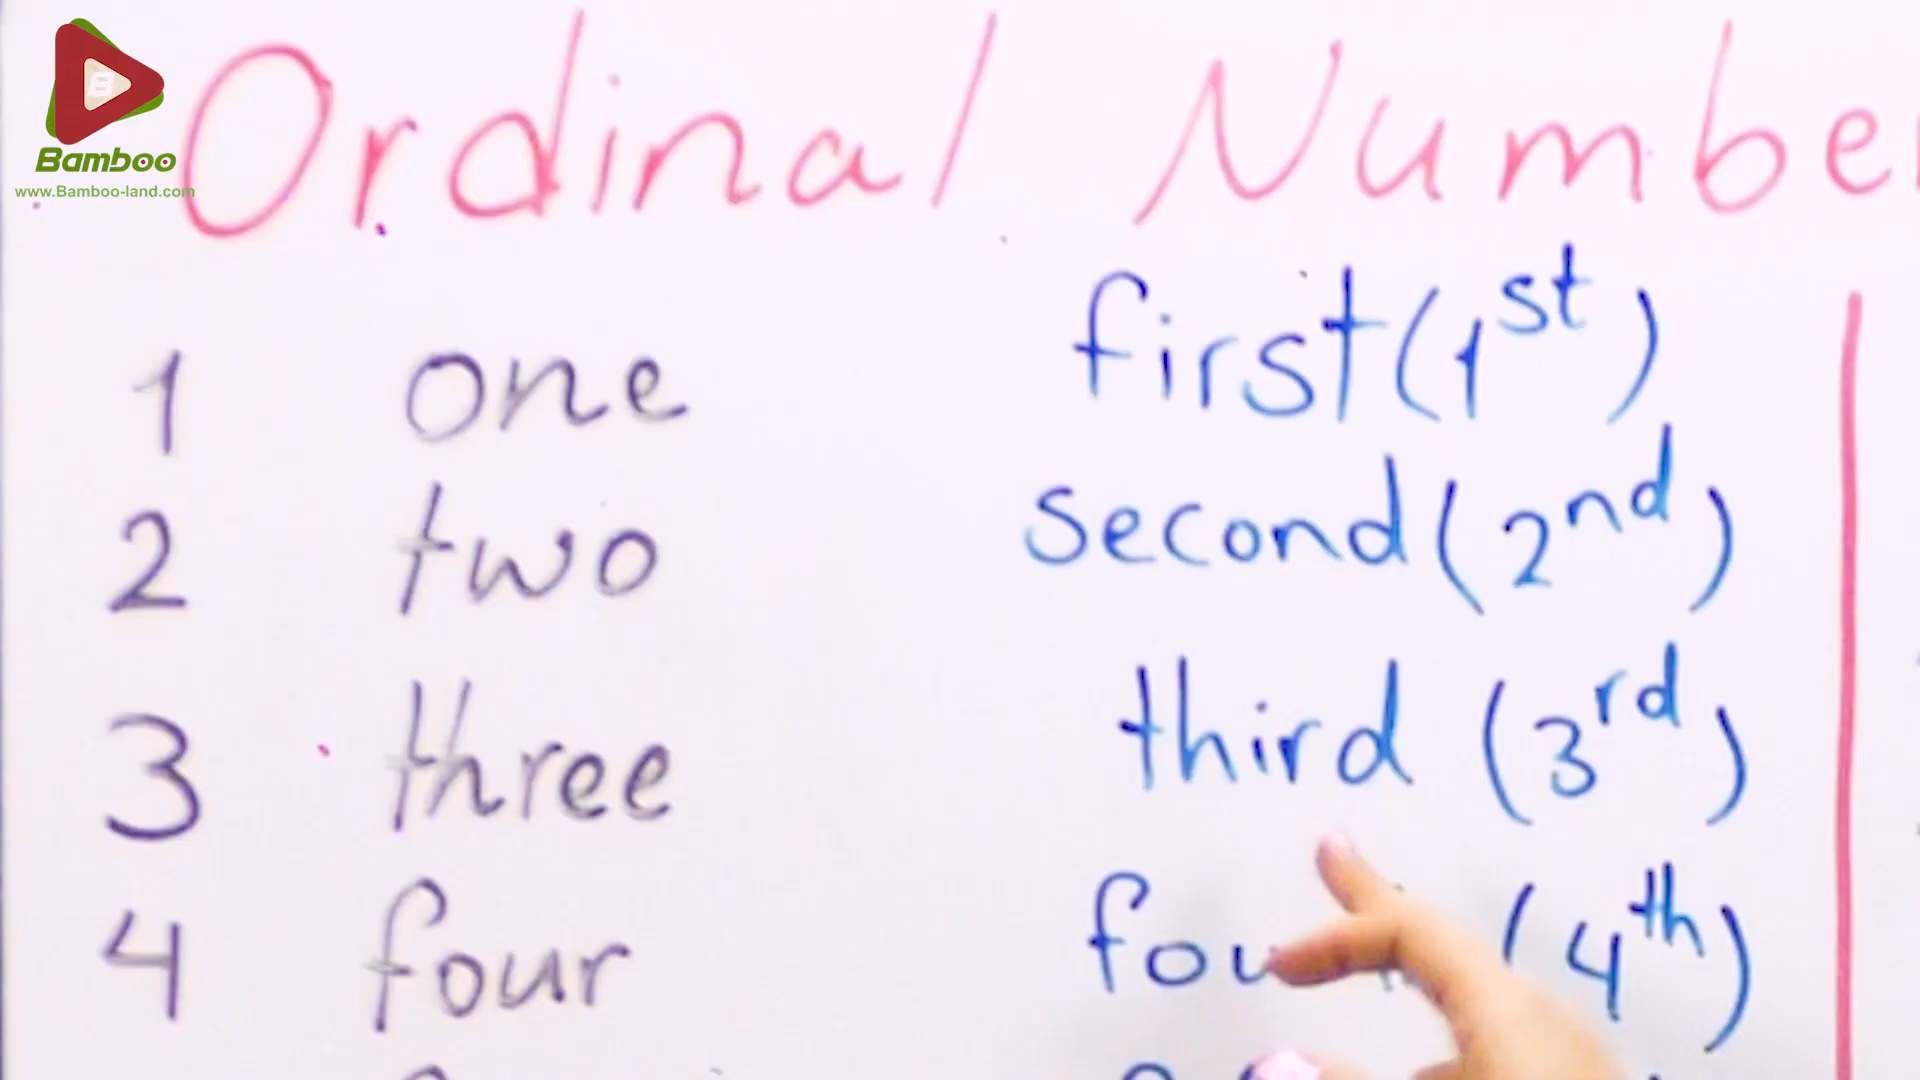 Bamboo
www.Bamboo-land.com
Ordinal Numbe
1 one first (1st)
2 two second (2nd)
3 three third (3rd)
4 four (4th)